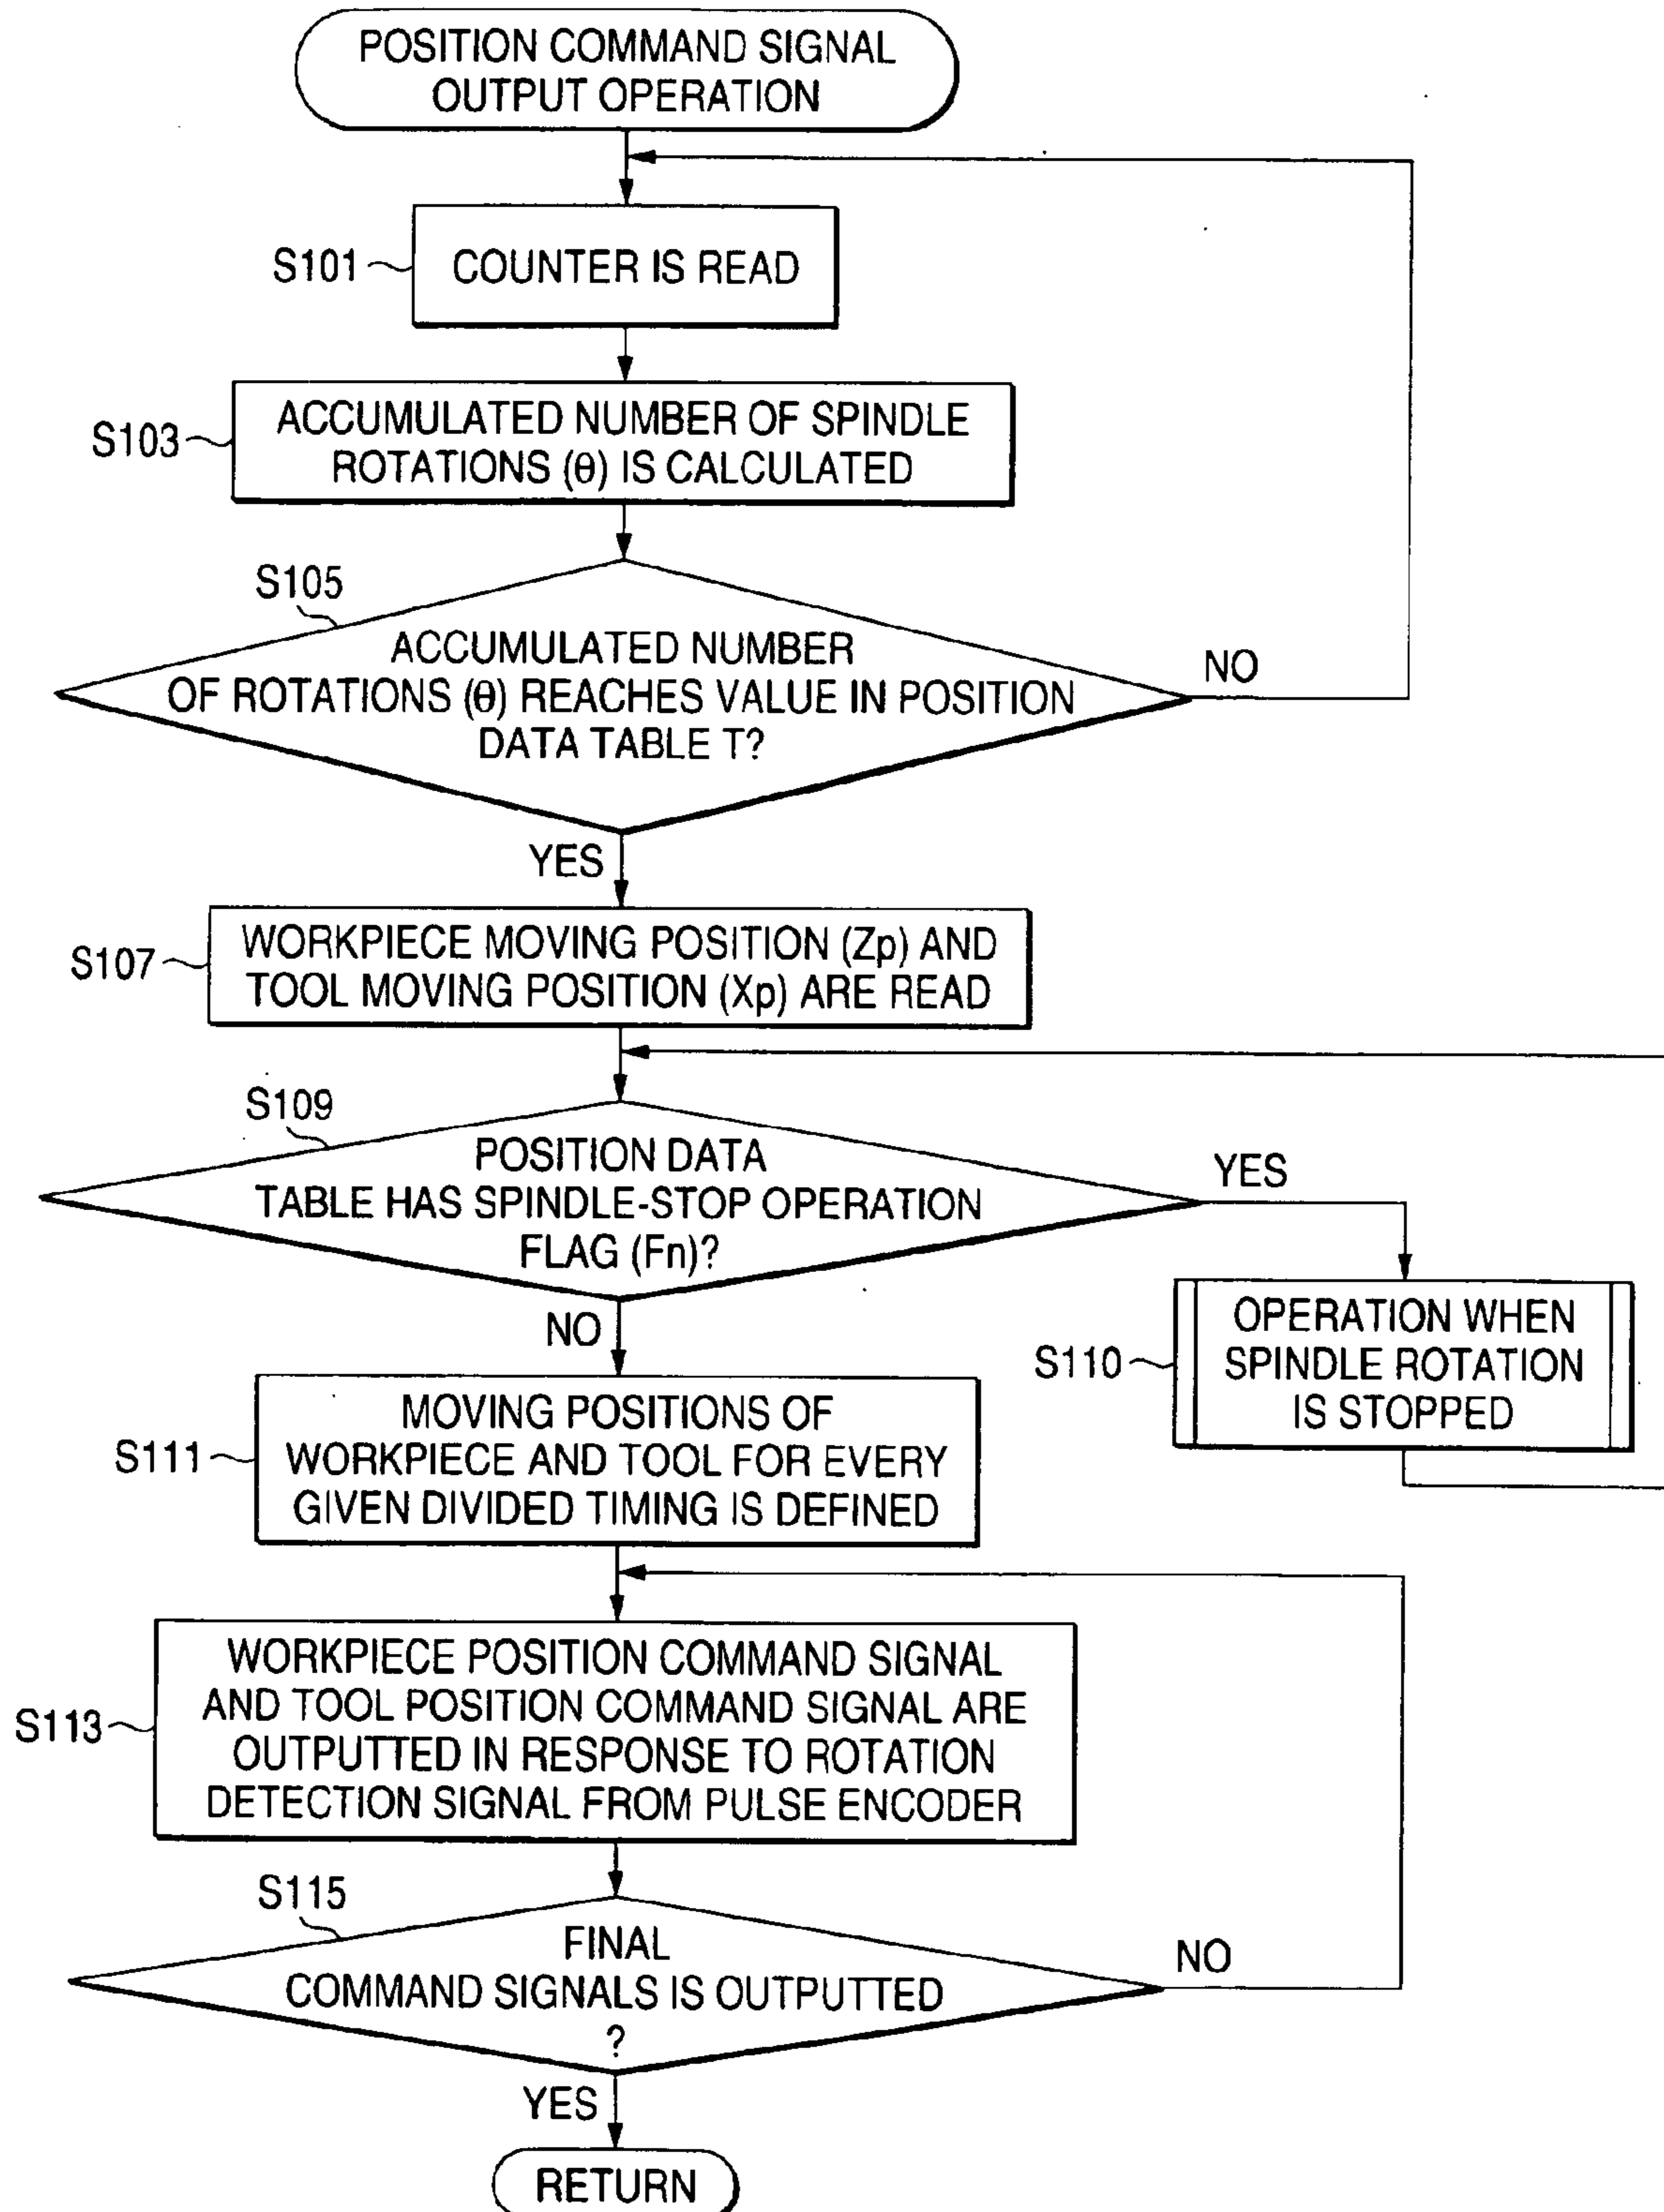 POSITION COMMAND SIGNAL
OUTPUT OPERATION
S101
COUNTER IS READ
S103
ACCUMULATED NUMBER OF SPINDLE
ROTATIONS (θ) IS CALCULATED
S105
ACCUMULATED NUMBER
OF ROTATIONS (θ) REACHES VALUE IN POSITION
DATA TABLE T?
NO
YES
S107
WORKPIECE MOVING POSITION (Zp) AND
TOOL MOVING POSITION (Xp) ARE READ
S109
POSITION DATA
TABLE HAS SPINDLE-STOP OPERATION
FLAG (Fn)?
YES
NO
S110
OPERATION WHEN
SPINDLE ROTATION
IS STOPPED
S111
MOVING POSITIONS OF
WORKPIECE AND TOOL FOR EVERY
GIVEN DIVIDED TIMING IS DEFINED
S113
WORKPIECE POSITION COMMAND SIGNAL
AND TOOL POSITION COMMAND SIGNAL ARE
OUTPUTTED IN RESPONSE TO ROTATION
DETECTION SIGNAL FROM PULSE ENCODER
S115
FINAL
COMMAND SIGNALS IS OUTPUTTED
?
NO
YES
RETURN